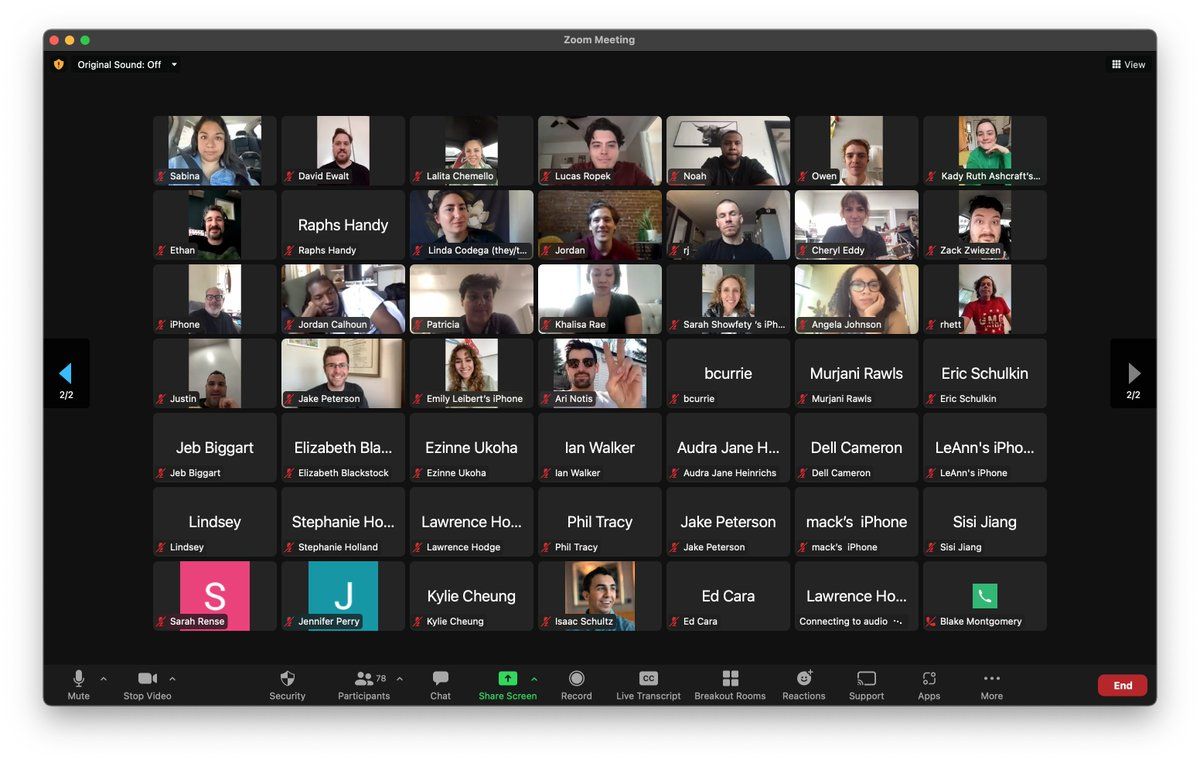 Zoom Meeting
Original Sound: Off
View
Sabina
David Ewalt
Lalita Chemello
Lucas Ropek
Noah
Owen
Kady Ruth Ashcraft's...
Ethan
Raphs Handy
Raphs Handy
Linda Codega (they/t...
Jordan
rj
Cheryl Eddy
Zack Zwiezen
iPhone
Jordan Calhoun
Patricia
Khalisa Rae
Sarah Showfety 's iPh...
Angela Johnson
rhett
2/2
2/2
Justin
Jake Peterson
Emily Leibert's iPhone
Ari Notis
bcurrie
bcurrie
Murjani Rawls
Murjani Rawls
Eric Schulkin
Eric Schulkin
Jeb Biggart
Jeb Biggart
Elizabeth Bla...
Elizabeth Blackstock
Ezinne Ukoha
Ezinne Ukoha
Ian Walker
Ian Walker
Audra Jane H...
Audra Jane Heinrichs
Dell Cameron
Dell Cameron
LeAnn's iPho...
LeAnn's iPhone
Lindsey
Lindsey
Stephanie Ho...
Stephanie Holland
Lawrence Ho...
Lawrence Hodge
Phil Tracy
Phil Tracy
Jake Peterson
Jake Peterson
mack's iPhone
mack's iPhone
Sisi Jiang
Sisi Jiang
S
Sarah Rense
J
Jennifer Perry
Kylie Cheung
Kylie Cheung
Isaac Schultz
Ed Cara
Ed Cara
Lawrence Ho...
Connecting to audio ···
Blake Montgomery
Mute
Stop Video
Security
Participants
78
Chat
Share Screen
Record
CC
Live Transcript
Breakout Rooms
Reactions
Support
Apps
More
End